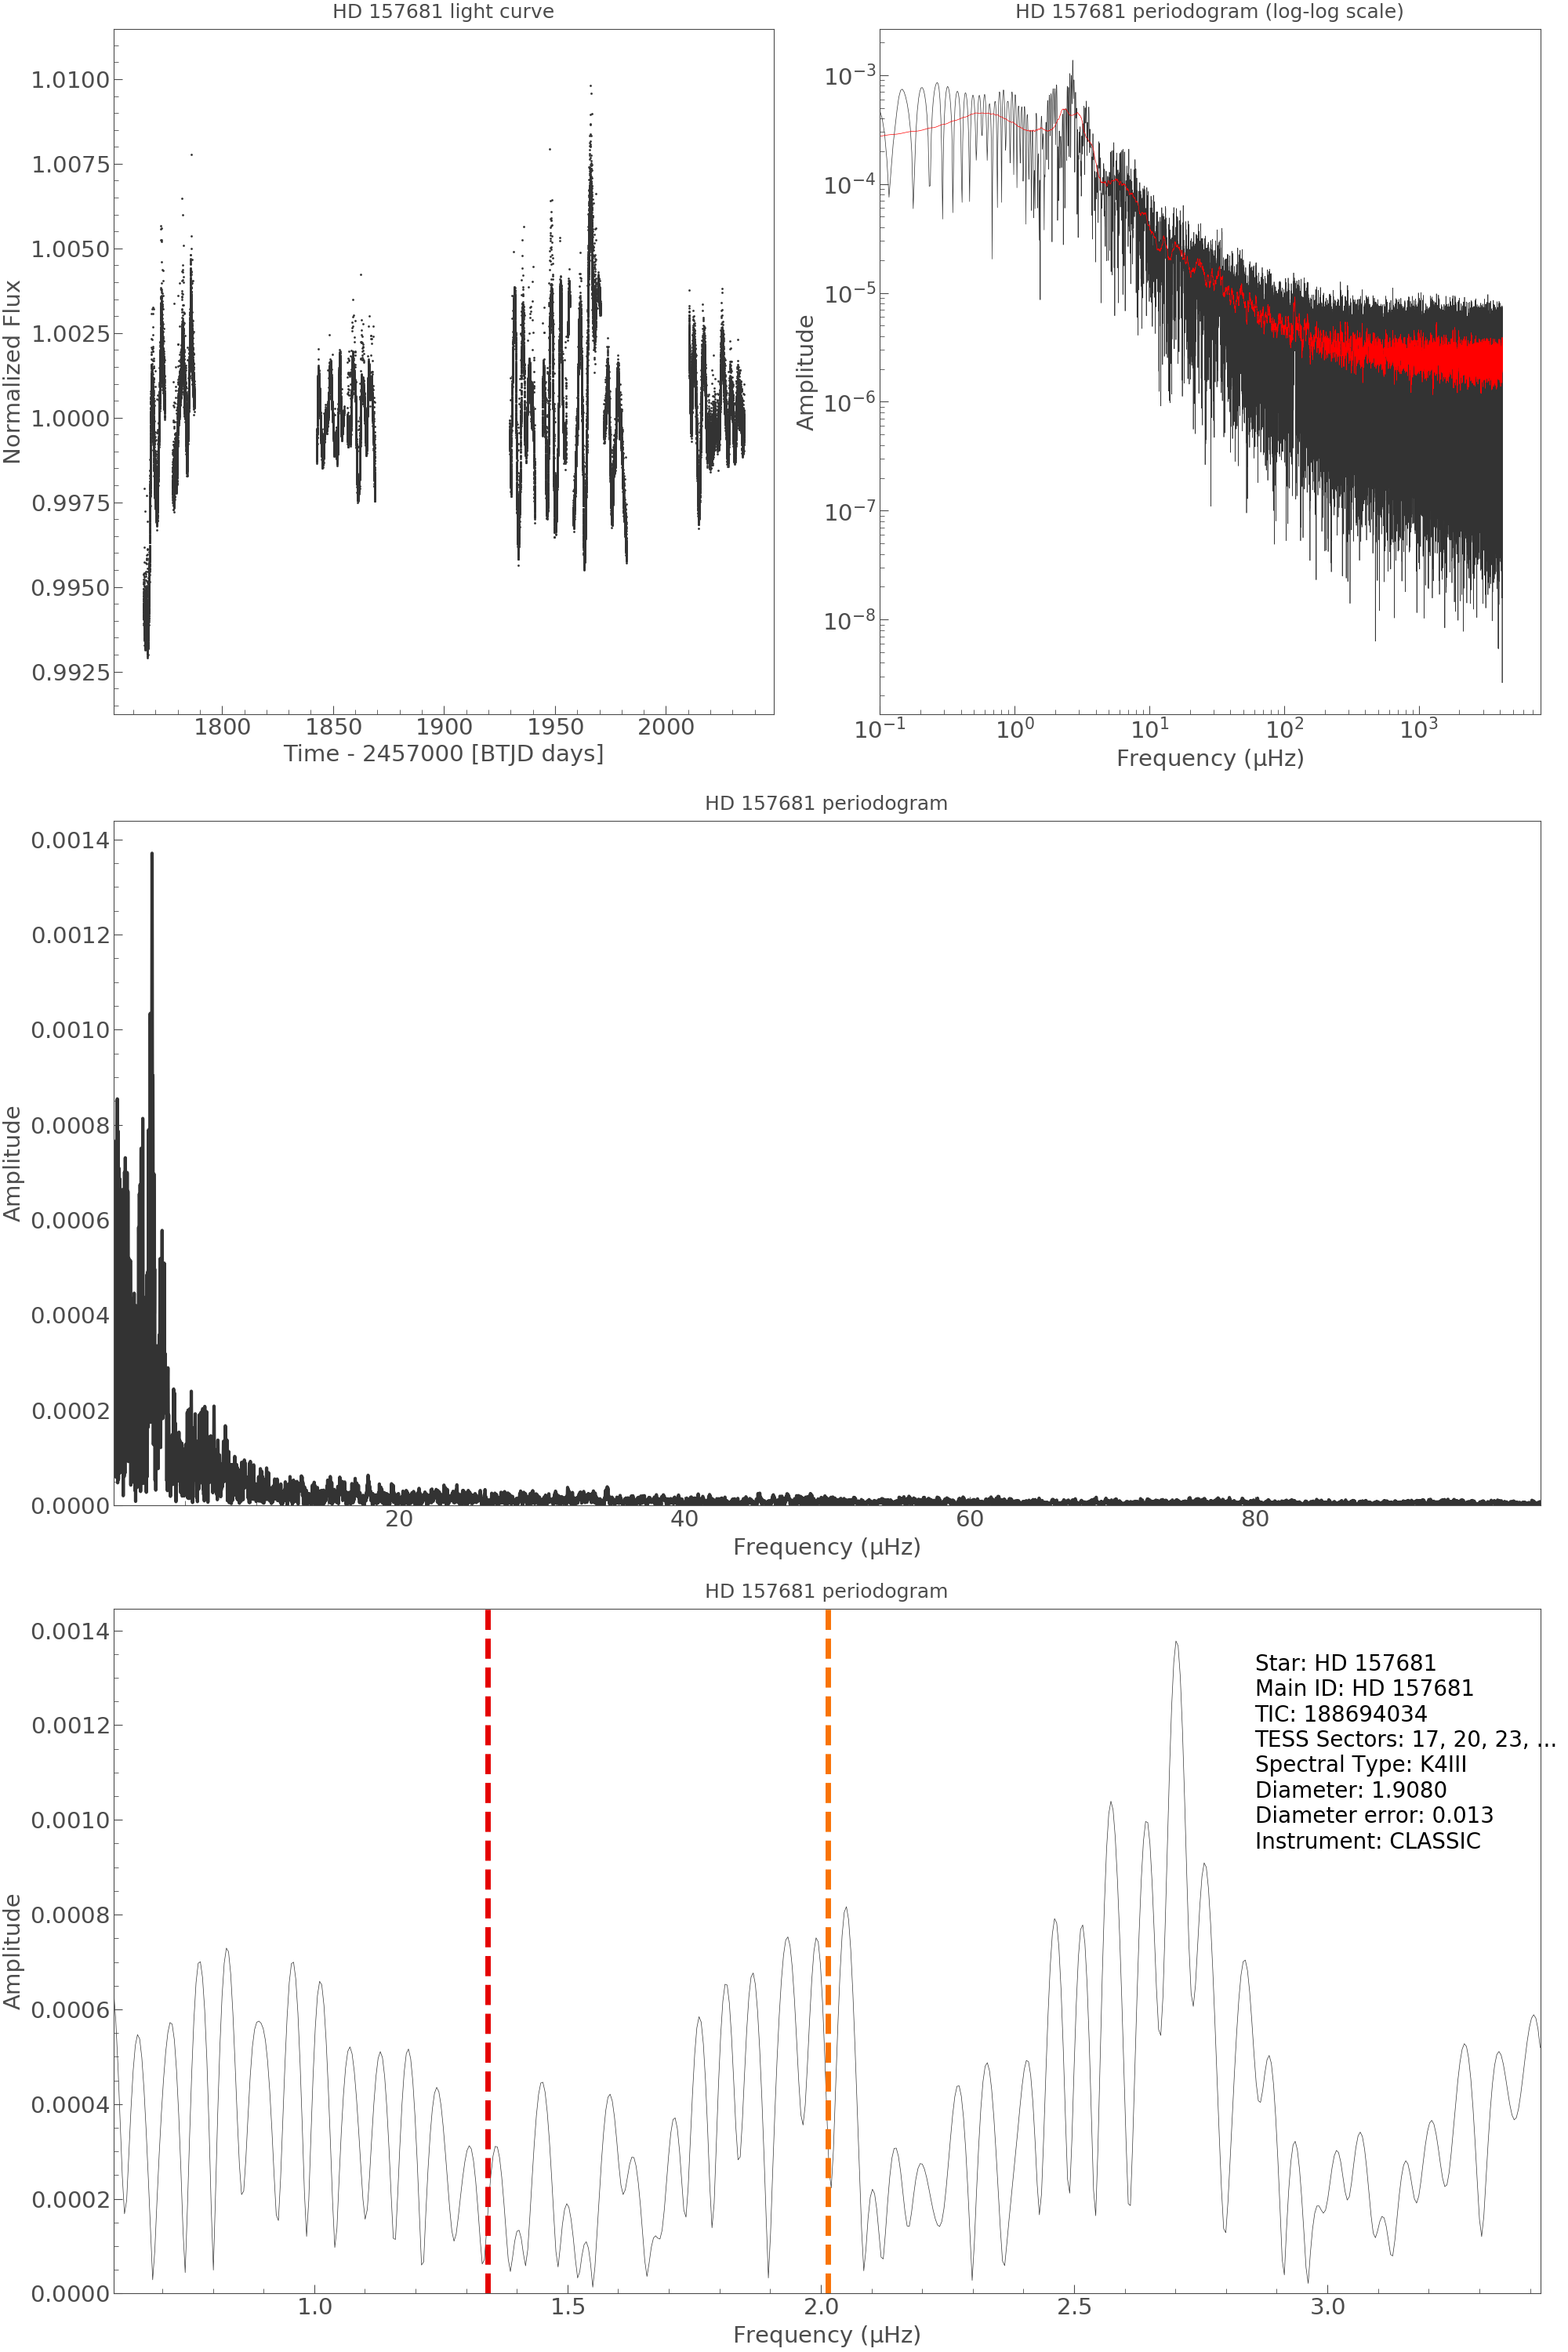 HD 157681 light curve
1.0100
1.0075
1.0050
1.0025
1.0000
0.9975
0.9950
0.9925
Normalized Flux
1800
1850
1900
1950
2000
Time - 2457000 [BTJD days]
HD 157681 periodogram (log-log scale)
10⁻³
10⁻⁴
10⁻⁵
10⁻⁶
10⁻⁷
10⁻⁸
Amplitude
10⁻¹
10⁰
10¹
10²
10³
Frequency (μHz)
HD 157681 periodogram
0.0014
0.0012
0.0010
0.0008
0.0006
0.0004
0.0002
0.0000
Amplitude
20
40
60
80
Frequency (μHz)
HD 157681 periodogram
0.0014
0.0012
0.0010
0.0008
0.0006
0.0004
0.0002
0.0000
Amplitude
Star: HD 157681
Main ID: HD 157681
TIC: 188694034
TESS Sectors: 17, 20, 23, ...
Spectral Type: K4III
Diameter: 1.9080
Diameter error: 0.013
Instrument: CLASSIC
1.0
1.5
2.0
2.5
3.0
Frequency (μHz)